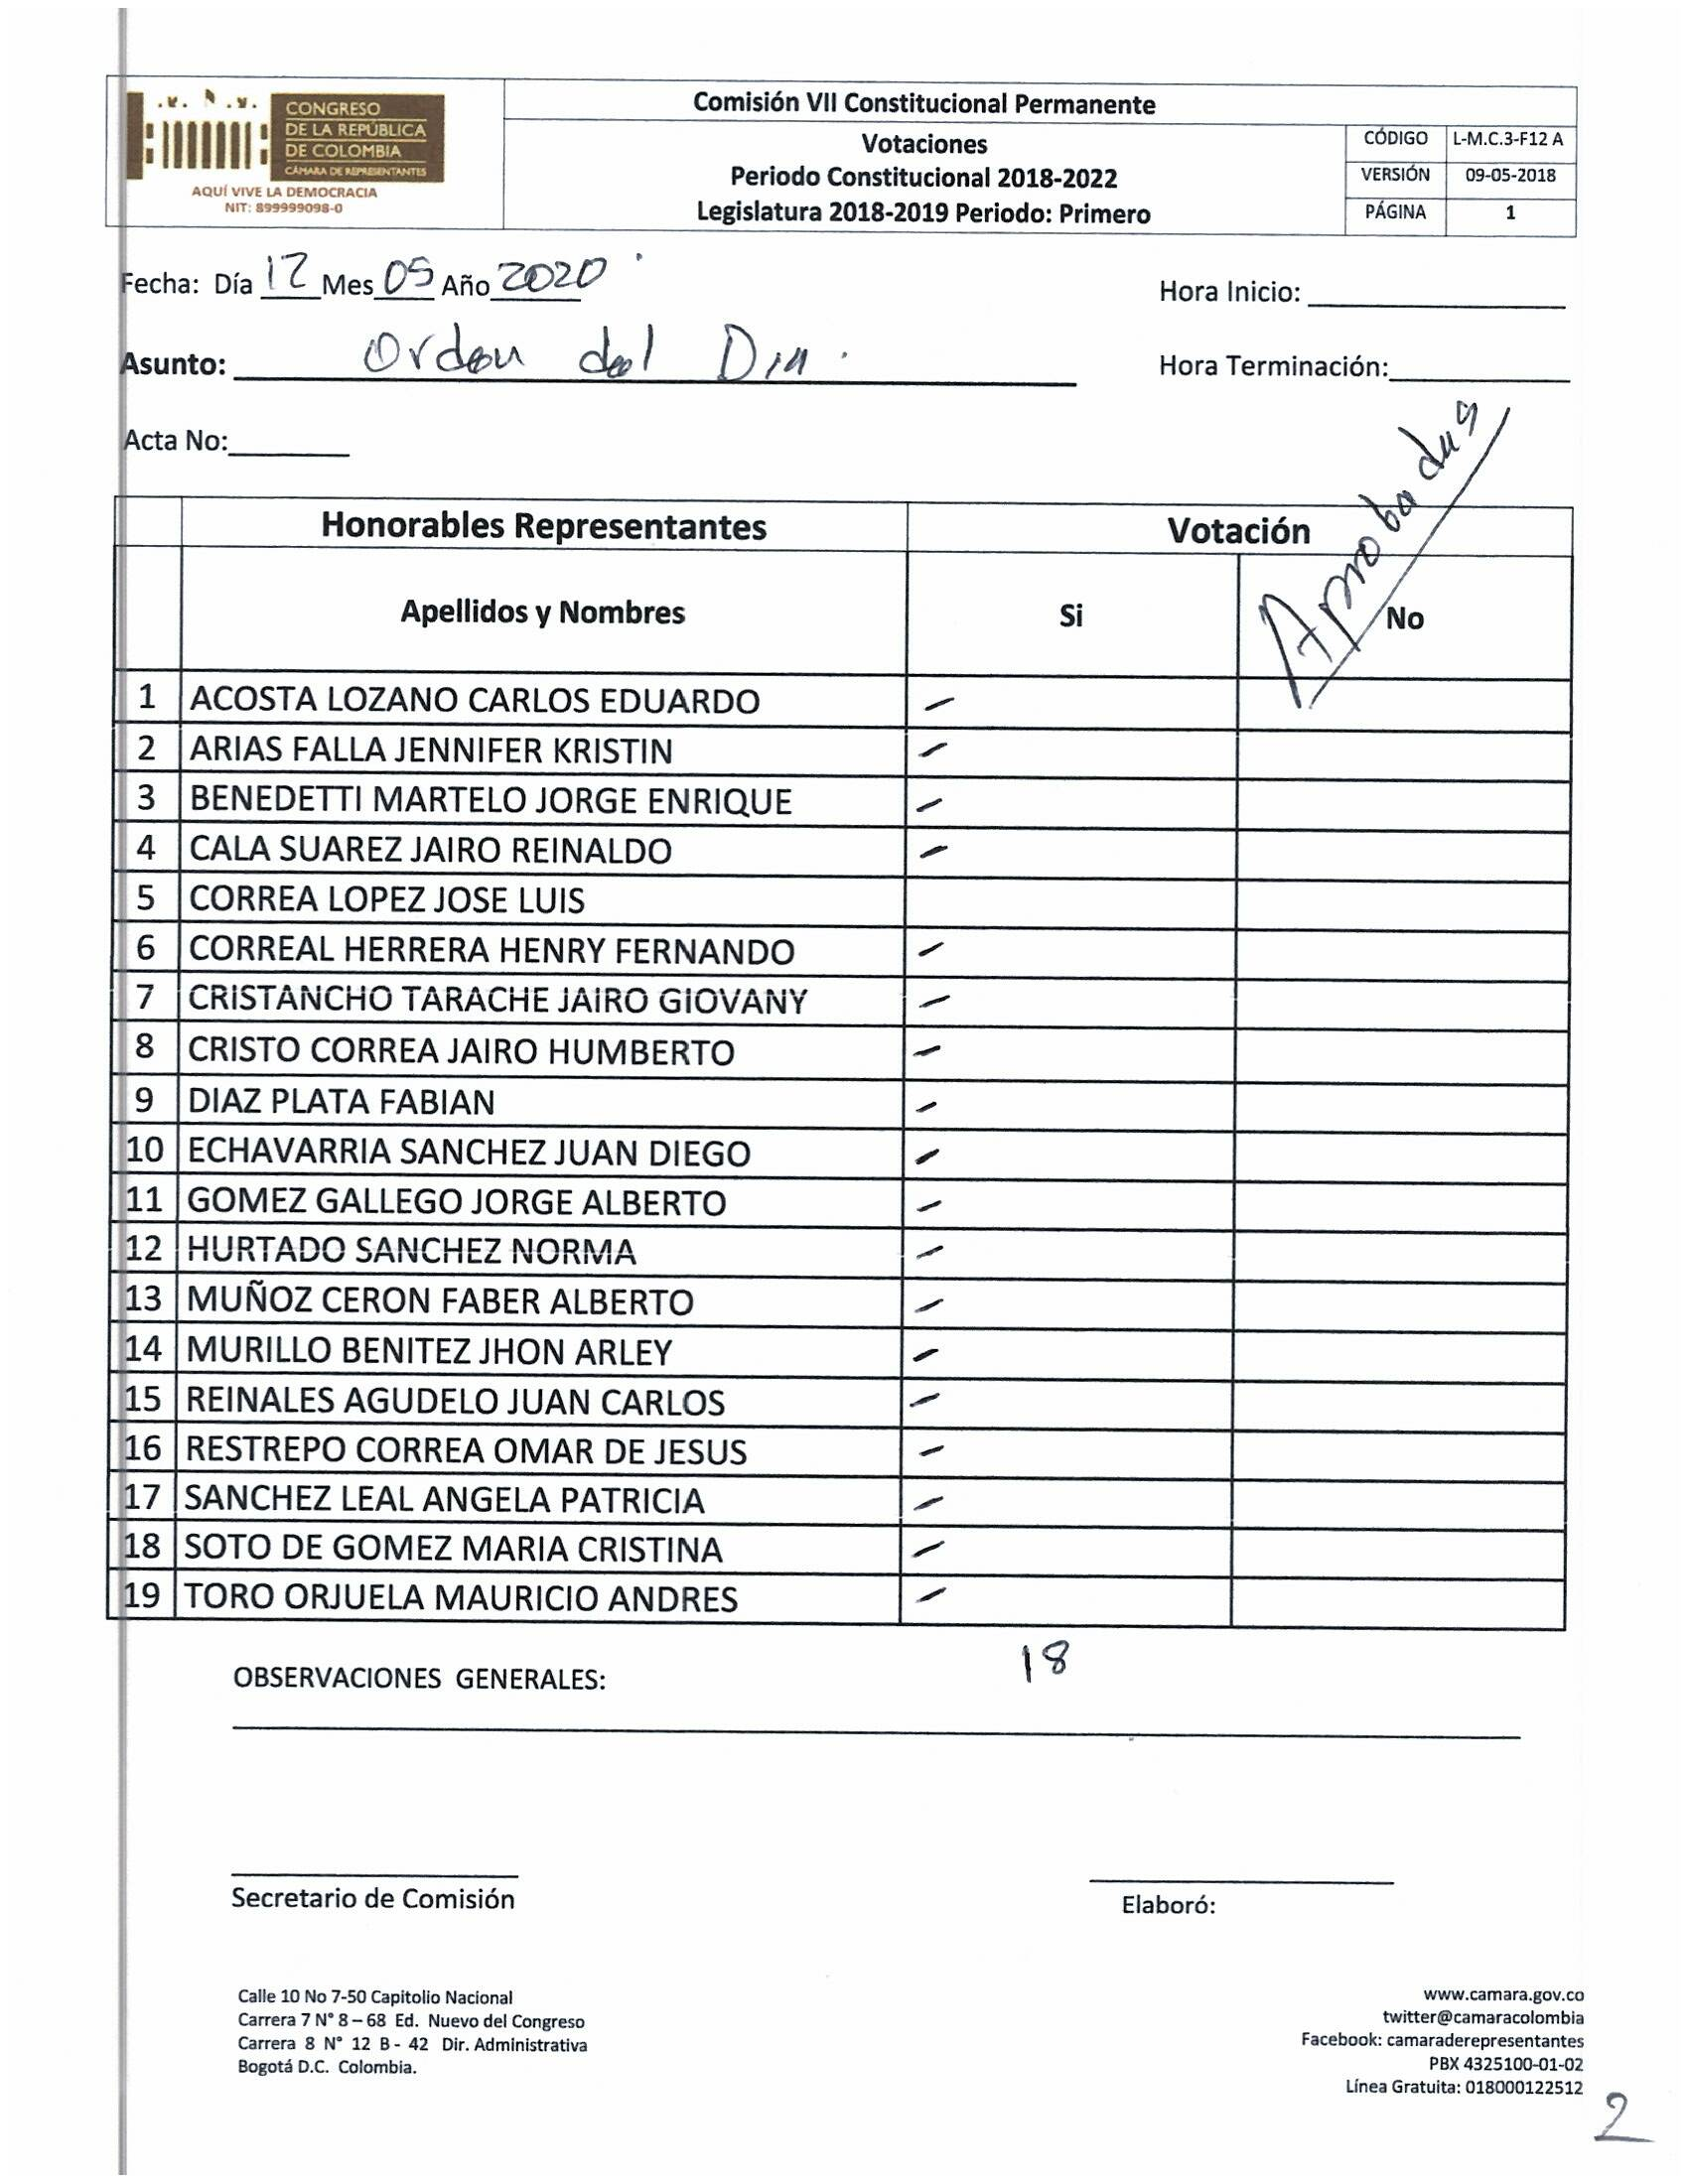 CONGRESO
DE LA REPÚBLICA
DE COLOMBIA
CÁMARA DE REPRESENTANTES
AQUÍ VIVE LA DEMOCRACIA
NIT: 899999098-0
Comisión VII Constitucional Permanente
Votaciones
Periodo Constitucional 2018-2022
Legislatura 2018-2019 Periodo: Primero
CÓDIGO L-M.C.3-F12 A
VERSIÓN 09-05-2018
PÁGINA 1
Fecha: Día 12 Mes 05 Año 2020
Hora Inicio:
Asunto: Orden del Dia.
Hora Terminación:
Acta No:
Honorables Representantes Votación
Apellidos y Nombres Si No
1 ACOSTA LOZANO CARLOS EDUARDO
2 ARIAS FALLA JENNIFER KRISTIN
3 BENEDETTI MARTELO JORGE ENRIQUE
4 CALA SUAREZ JAIRO REINALDO
5 CORREA LOPEZ JOSE LUIS
6 CORREAL HERRERA HENRY FERNANDO
7 CRISTANCHO TARACHE JAIRO GIOVANY
8 CRISTO CORREA JAIRO HUMBERTO
9 DIAZ PLATA FABIAN
10 ECHAVARRIA SANCHEZ JUAN DIEGO
11 GOMEZ GALLEGO JORGE ALBERTO
12 HURTADO SANCHEZ NORMA
13 MUÑOZ CERON FABER ALBERTO
14 MURILLO BENITEZ JHON ARLEY
15 REINALES AGUDELO JUAN CARLOS
16 RESTREPO CORREA OMAR DE JESUS
17 SANCHEZ LEAL ANGELA PATRICIA
18 SOTO DE GOMEZ MARIA CRISTINA
19 TORO ORJUELA MAURICIO ANDRES
18
OBSERVACIONES GENERALES:
Secretario de Comisión
Elaboró:
Calle 10 No 7-50 Capitolio Nacional
Carrera 7 N° 8 – 68 Ed. Nuevo del Congreso
Carrera 8 N° 12 B - 42 Dir. Administrativa
Bogotá D.C. Colombia.
www.camara.gov.co
twitter@camaracolombia
Facebook: camaraderepresentantes
PBX 4325100-01-02
Línea Gratuita: 018000122512
2